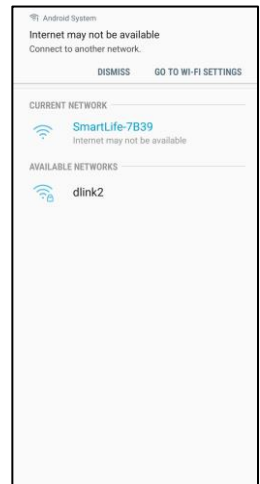 Android System
Internet may not be available
Connect to another network.
DISMISS GO TO WI-FI SETTINGS
CURRENT NETWORK
SmartLife-7B39
Internet may not be available
AVAILABLE NETWORKS
dlink2